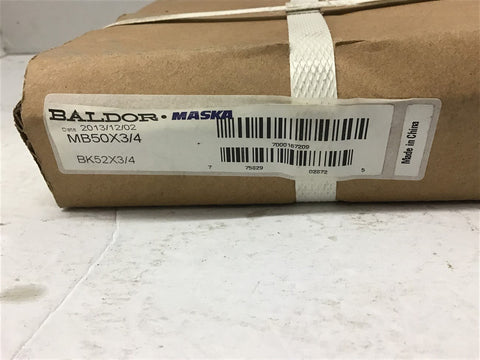 BALDOR • MASKA
Date 2013/12/02
MB50X3/4
7000167209
BK52X3/4
7 75829 02872 5
Made in China